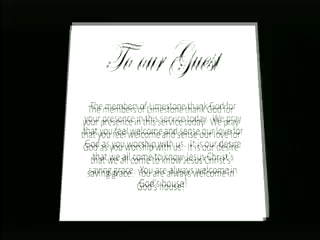 To our Guest
The members of Limestone thank God for
your presence in this service today. We pray
that you feel welcome and sense our love for
God as you worship with us. It is our desire
that we all come to know Jesus Christ's
saving grace. You are always welcome in
God's house!